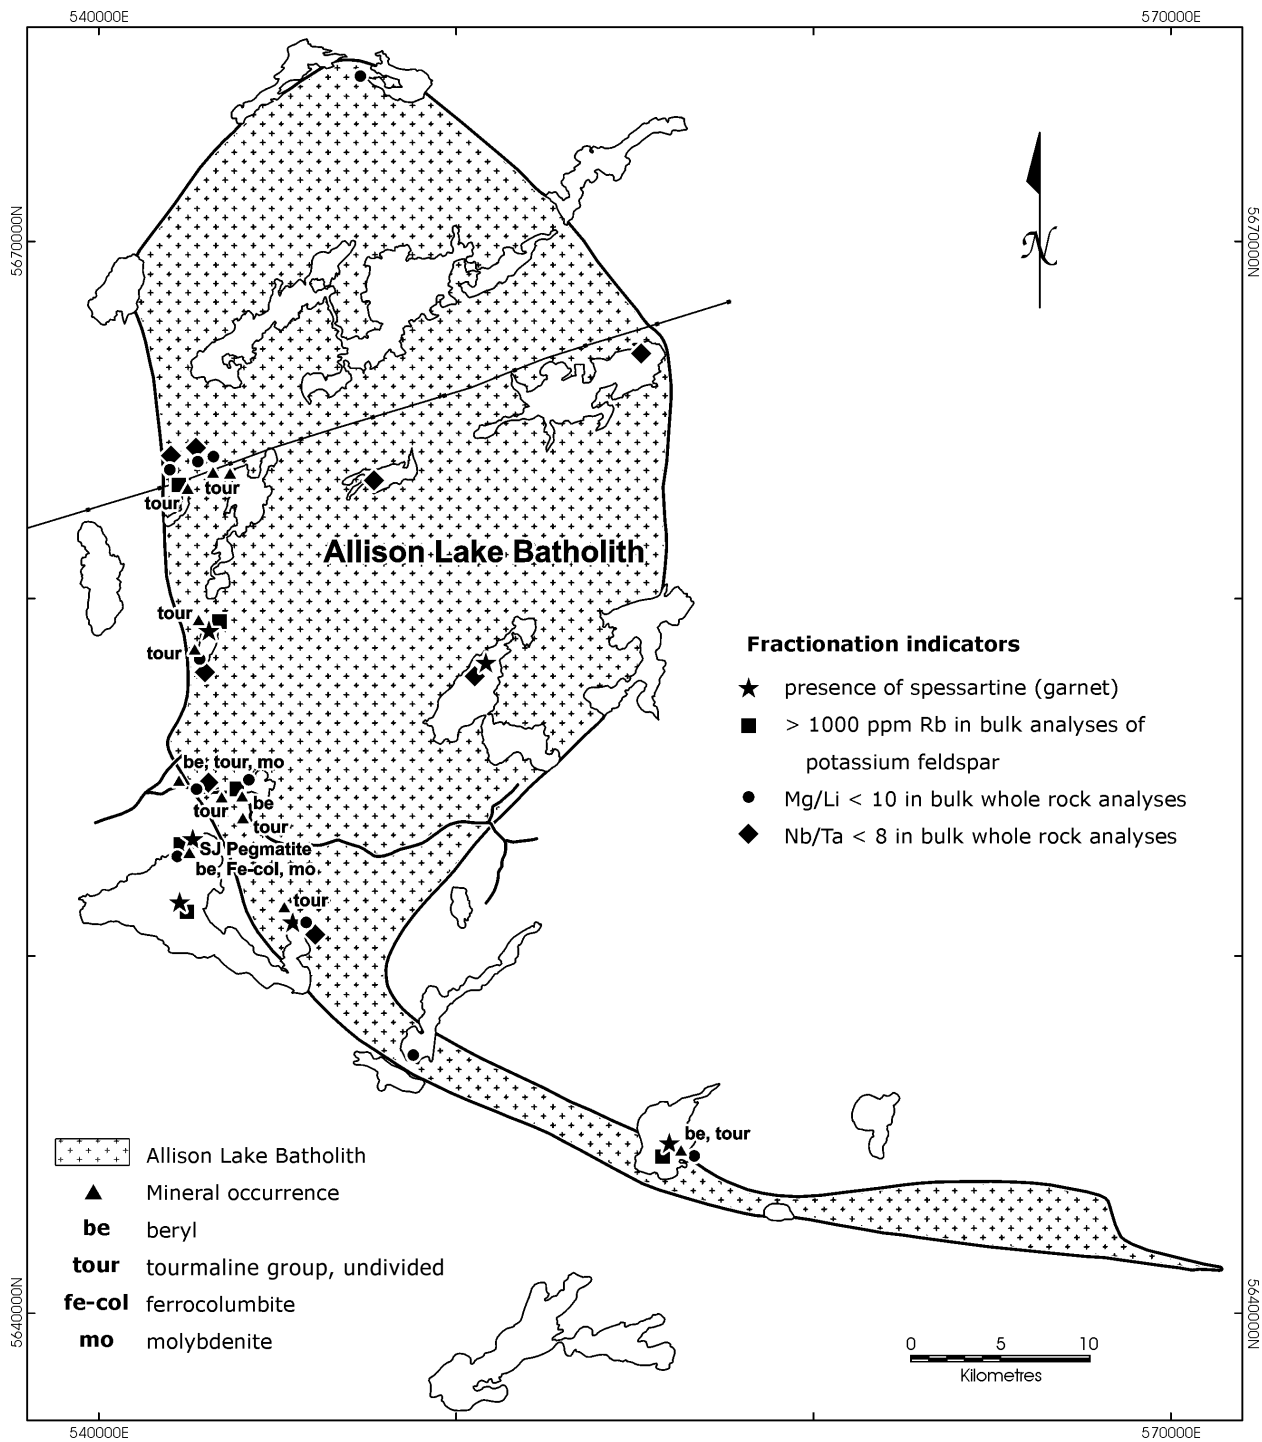 540000E
570000E
5670000N
5670000N
N
tour
tour
Allison Lake Batholith
tour
tour
be, tour, mo
be
tour
tour
SJ Pegmatite
be, Fe-col, mo
tour
be, tour
Fractionation indicators
presence of spessartine (garnet)
> 1000 ppm Rb in bulk analyses of
potassium feldspar
Mg/Li < 10 in bulk whole rock analyses
Nb/Ta < 8 in bulk whole rock analyses
Allison Lake Batholith
Mineral occurrence
be beryl
tour tourmaline group, undivided
fe-col ferrocolumbite
mo molybdenite
5640000N
5640000N
0 5 10
Kilometres
540000E
570000E